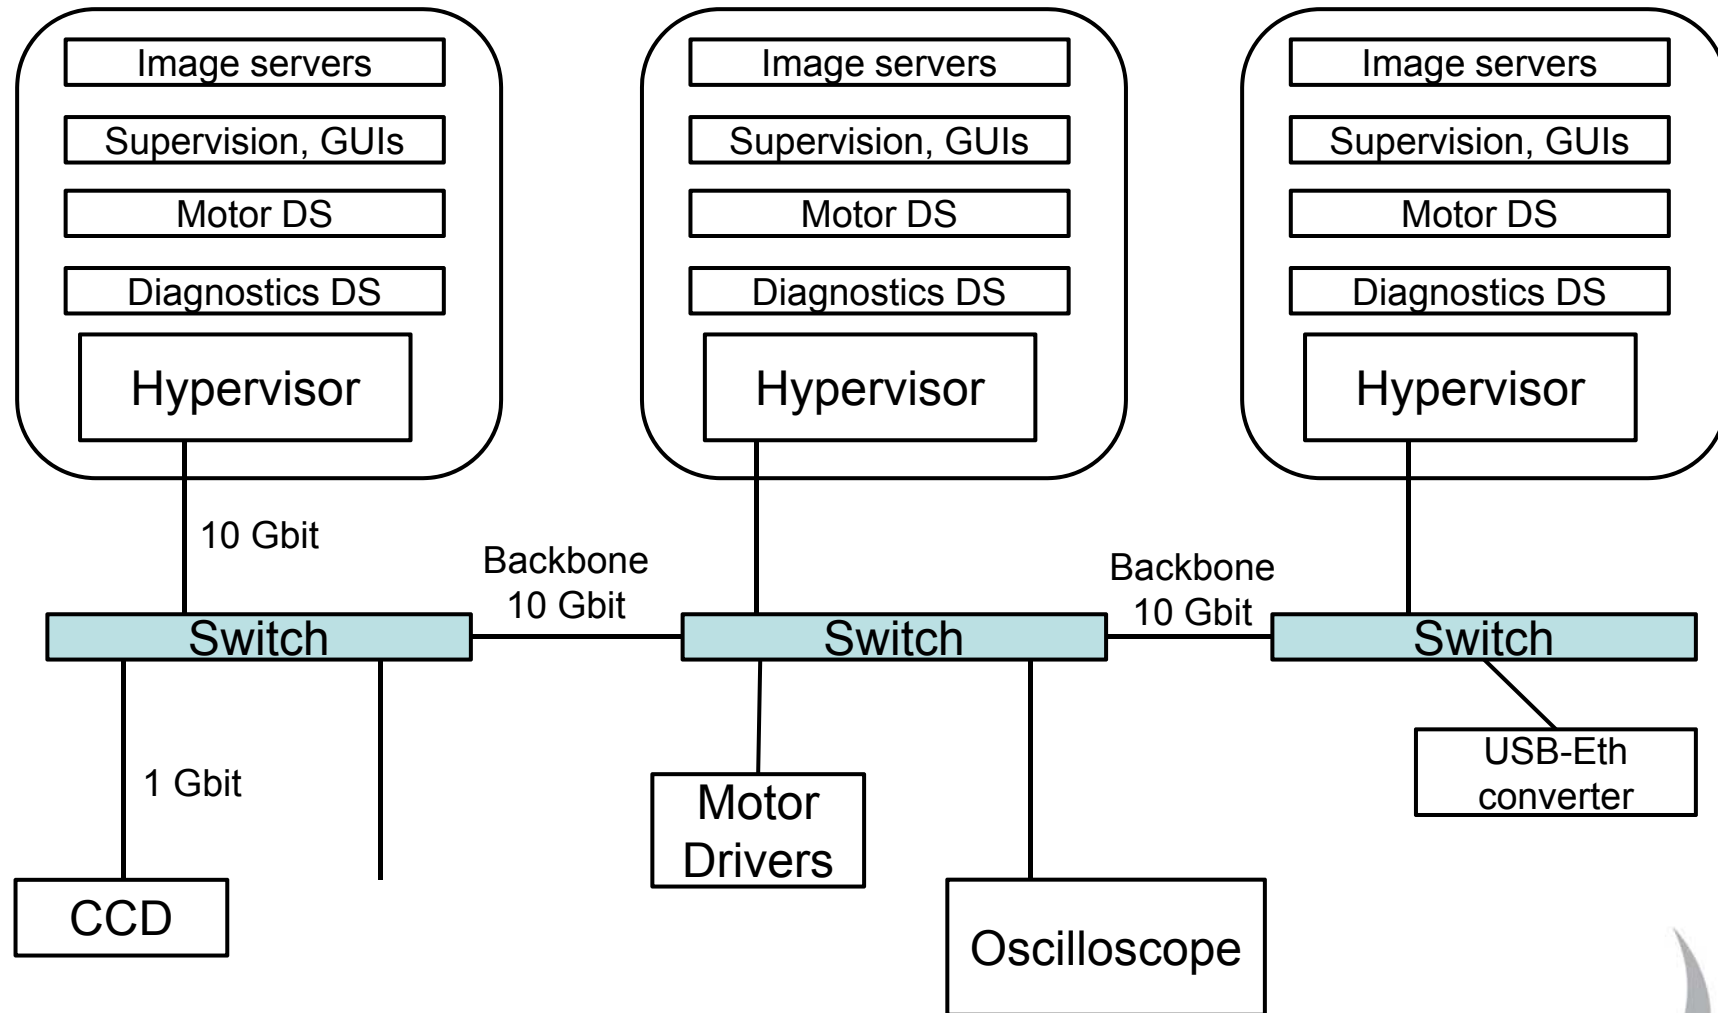 Image servers
Supervision, GUIs
Motor DS
Diagnostics DS
Hypervisor
Image servers
Supervision, GUIs
Motor DS
Diagnostics DS
Hypervisor
Image servers
Supervision, GUIs
Motor DS
Diagnostics DS
Hypervisor
10 Gbit
Backbone
10 Gbit
Backbone
10 Gbit
Switch
Switch
Switch
1 Gbit
CCD
Motor
Drivers
Oscilloscope
USB-Eth
converter